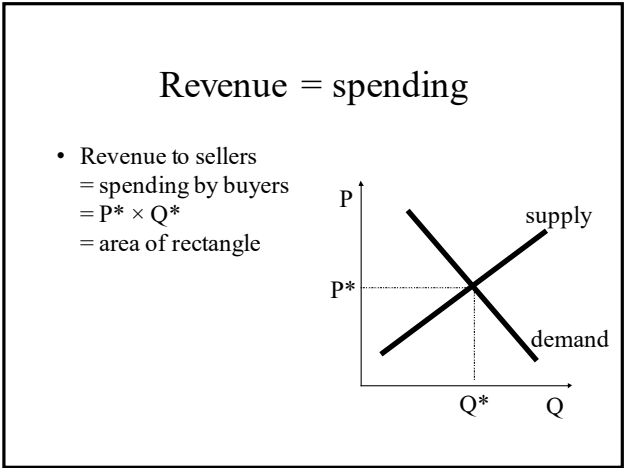 Revenue = spending
• Revenue to sellers
= spending by buyers
= P* × Q*
= area of rectangle
P
supply
P*
demand
Q*
Q